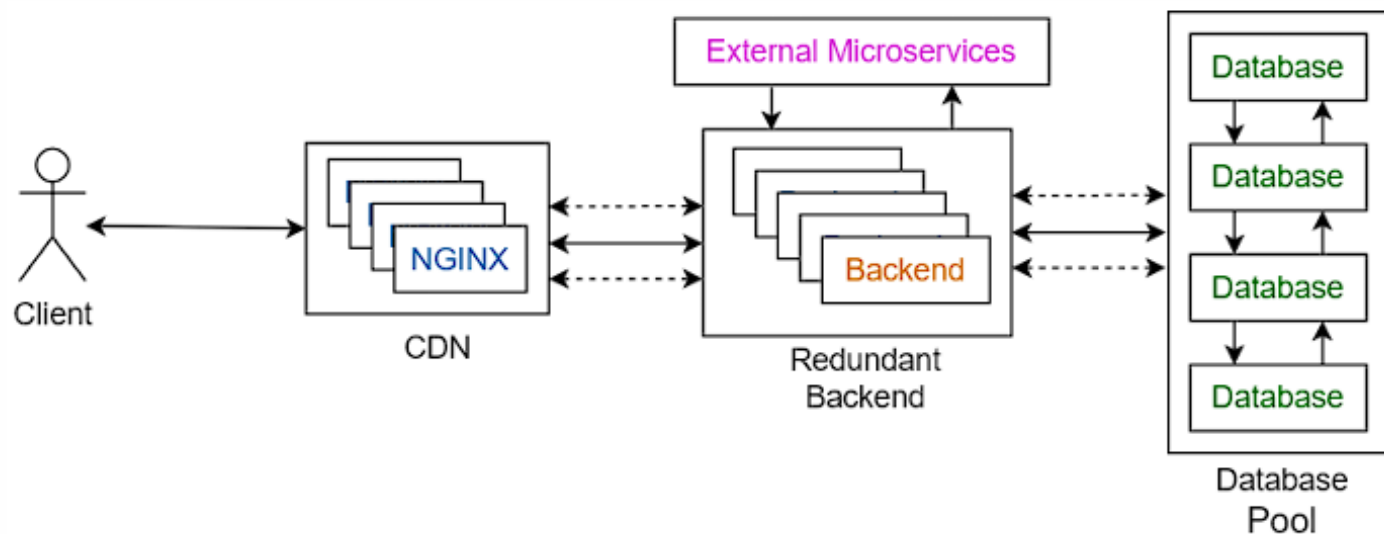 External Microservices
Client
NGINX
CDN
Backend
Redundant
Backend
Database
Database
Database
Database
Database
Pool